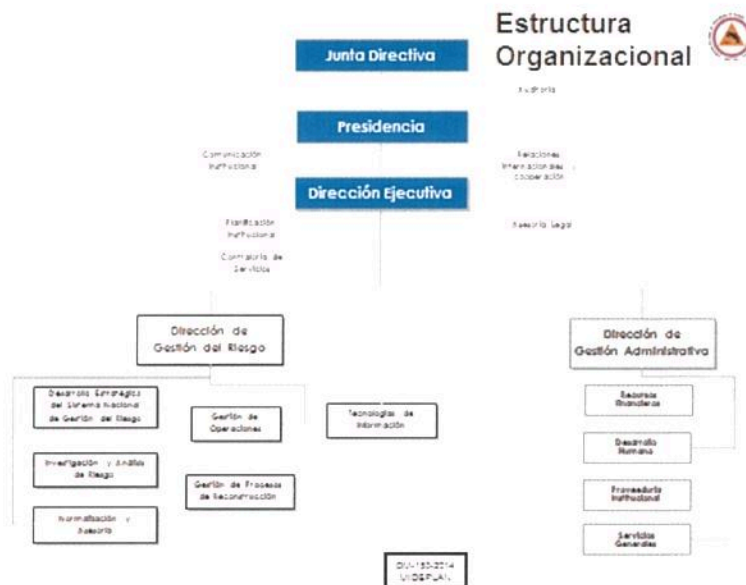 Estructura
Organizacional
Junta Directiva
Auditoría
Presidencia
Comunicación
Institucional
Relaciones
Internacionales y
cooperación
Dirección Ejecutiva
Planificación
Institucional
Asesoría Legal
Contraloría de
Servicios
Dirección de
Gestión del Riesgo
Dirección de
Gestión Administrativa
Desarrollo Estratégico
del Sistema Nacional
de Gestión del Riesgo
Gestión de
Operaciones
Tecnologías de
Información
Recursos
Financieros
Desarrollo
Humano
Investigación y Análisis
de Riesgo
Gestión de Procesos
de Reconstrucción
Proveeduría
Institucional
Normalización y
Asesoría
Servicios
Generales
MIDEPLAN